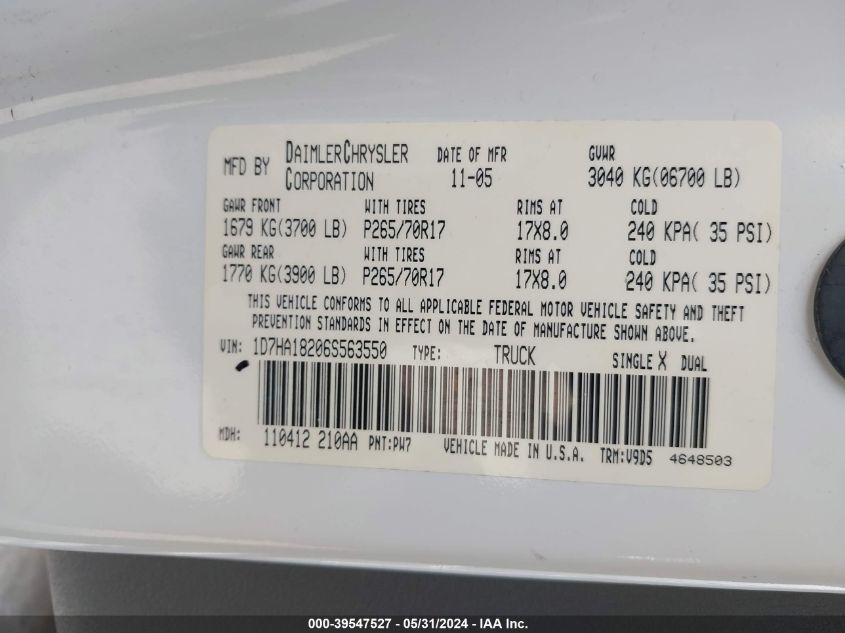 MFD BY DAIMLERCHRYSLER CORPORATION DATE OF MFR 11-05 GVWR 3040 KG(06700 LB)
GAWR FRONT WITH TIRES RIMS AT COLD
1679 KG(3700 LB) P265/70R17 17X8.0 240 KPA( 35 PSI)
GAWR REAR WITH TIRES RIMS AT COLD
1770 KG(3900 LB) P265/70R17 17X8.0 240 KPA( 35 PSI)
THIS VEHICLE CONFORMS TO ALL APPLICABLE FEDERAL MOTOR VEHICLE SAFETY AND THEFT
PREVENTION STANDARDS IN EFFECT ON THE DATE OF MANUFACTURE SHOWN ABOVE.
VIN: 1D7HA18206S563550 TYPE: TRUCK SINGLE X DUAL
MDH: 110412 210AA PNT:PW7 VEHICLE MADE IN U.S.A. TRM:V9D5 4648503
000-39547527 - 05/31/2024 - IAA Inc.